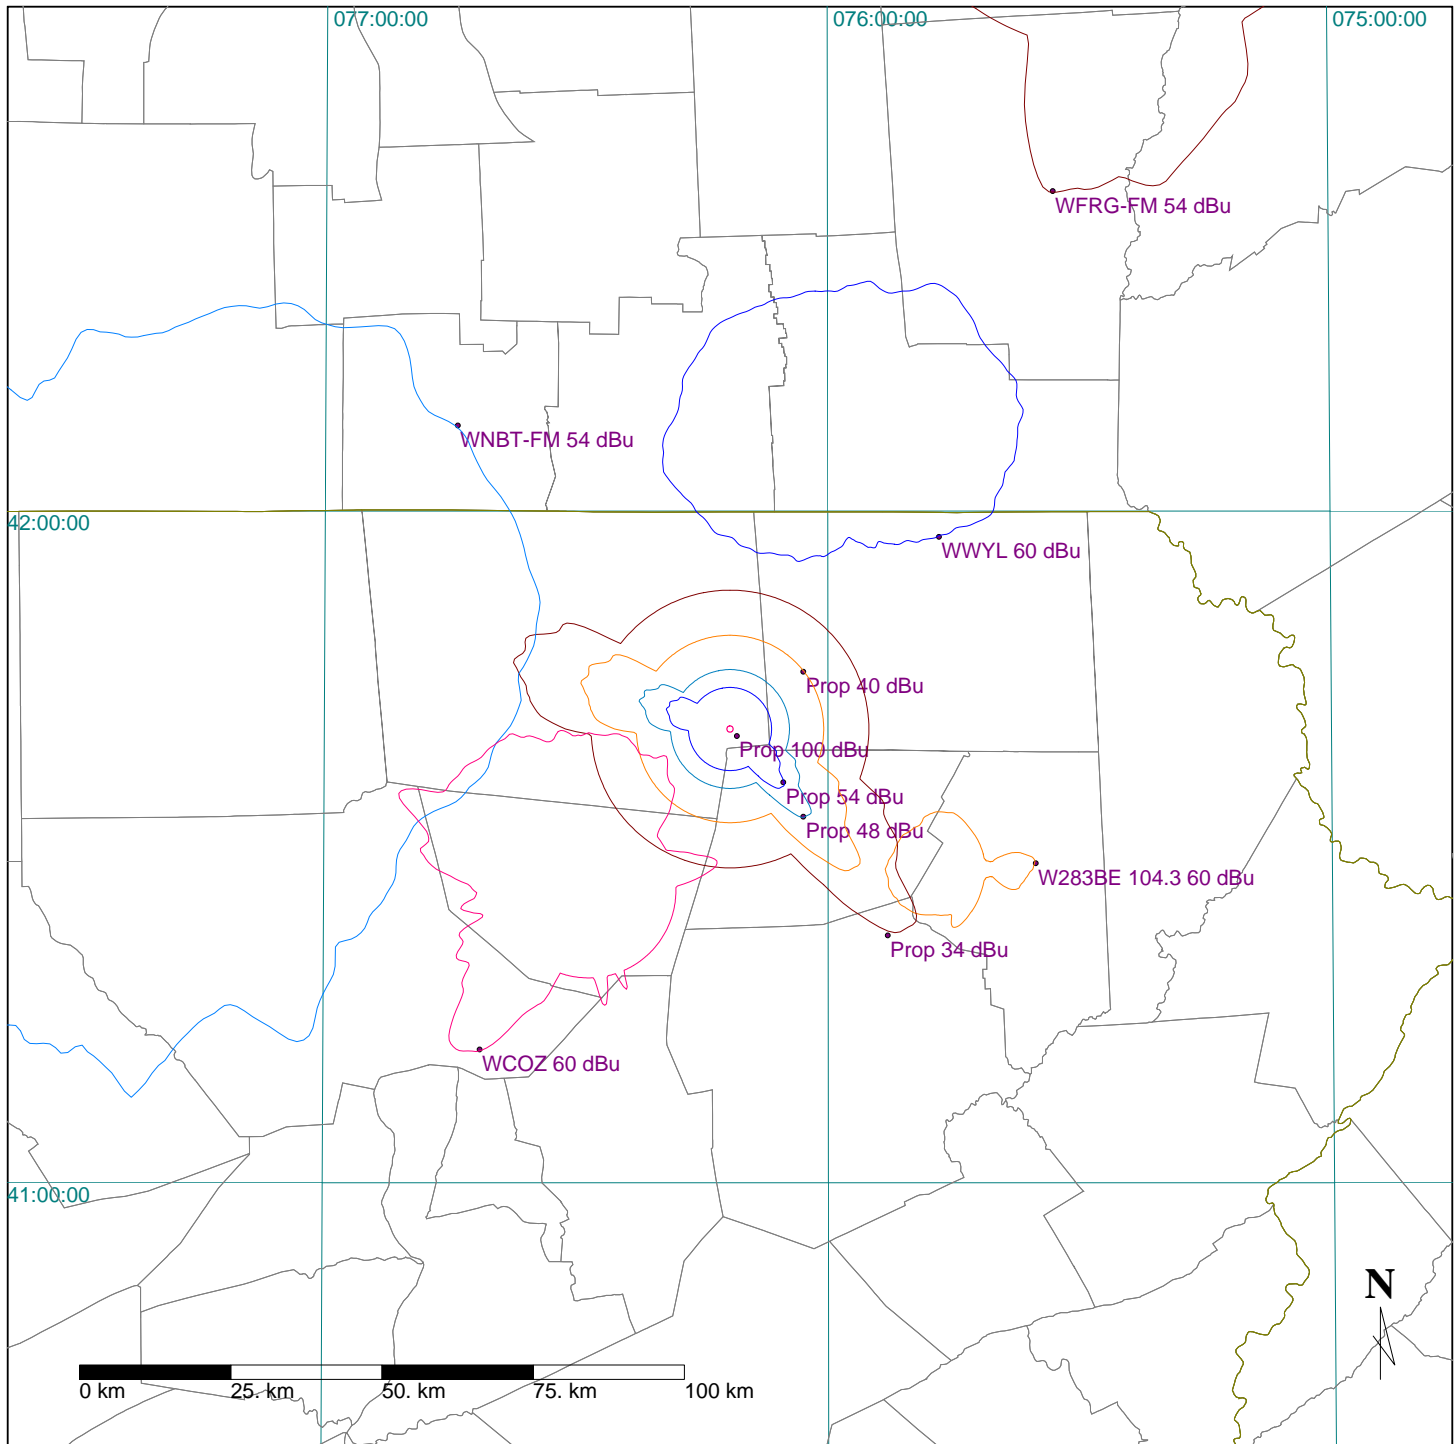 077:00:00
076:00:00
075:00:00
WFRG-FM 54 dBu
WNBT-FM 54 dBu
42:00:00
WWYL 60 dBu
Prop 40 dBu
Prop 100 dBu
Prop 54 dBu
Prop 48 dBu
W283BE 104.3 60 dBu
Prop 34 dBu
WCOZ 60 dBu
41:00:00
N
0 km 25. km 50. km 75. km 100 km